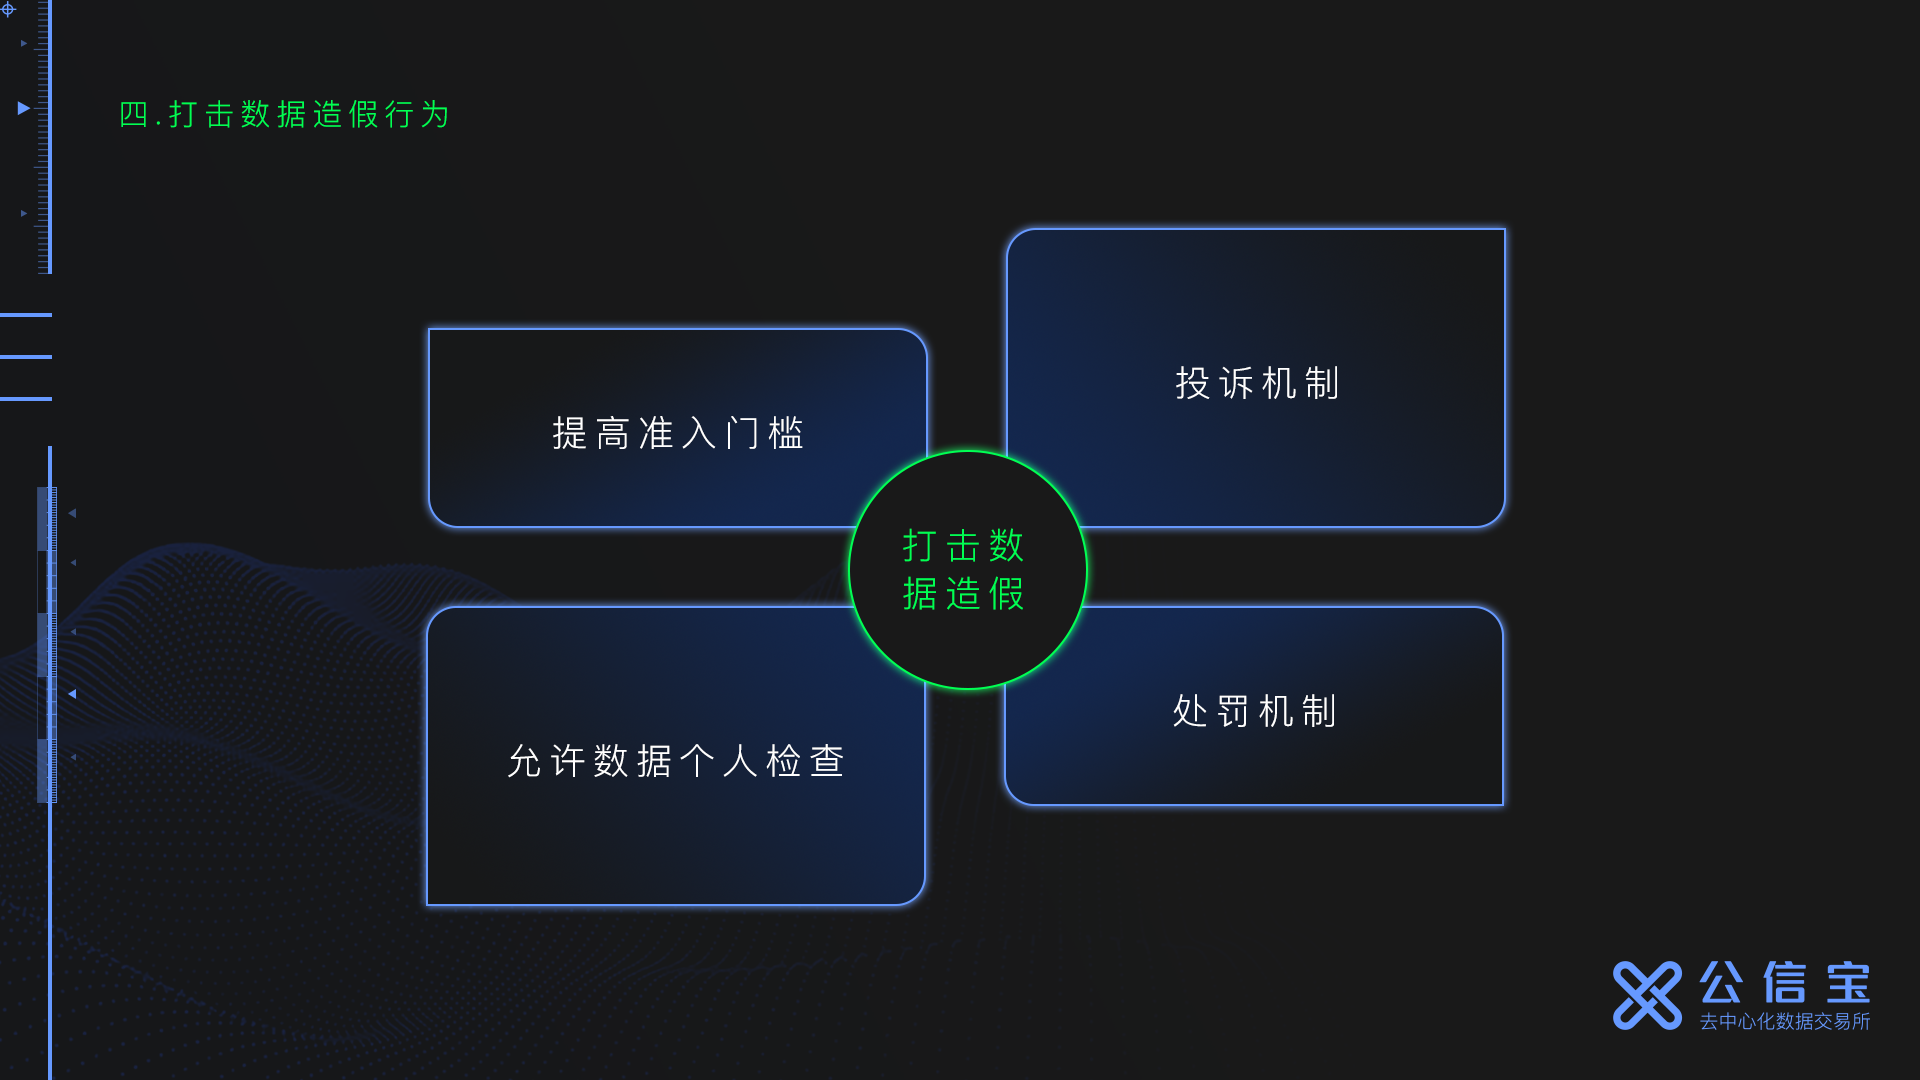 四.打击数据造假行为
提高准入门槛
投诉机制
打击数
据造假
允许数据个人检查
处罚机制
公信宝
去中心化数据交易所